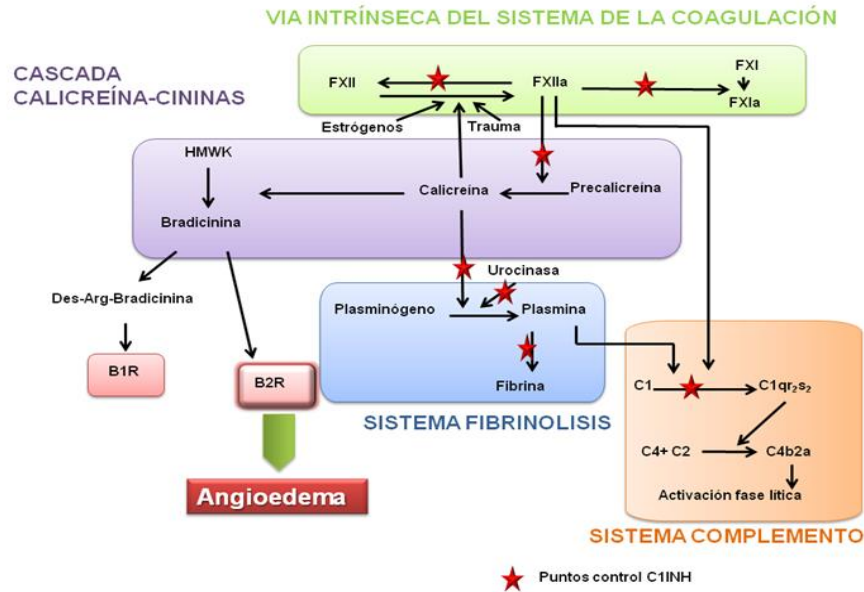 VIA INTRÍNSECA DEL SISTEMA DE LA COAGULACIÓN
CASCADA
CALICREÍNA-CININAS
FXII
FXIIa
FXI
FXIa
Estrógenos
Trauma
HMWK
Calicreína
Precalicreína
Bradicinina
Des-Arg-Bradicinina
B1R
B2R
Angioedema
Urocinasa
Plasminógeno
Plasmina
Fibrina
SISTEMA FIBRINOLISIS
C1
C1qr₂s₂
C4+ C2
C4b2a
Activación fase lítica
SISTEMA COMPLEMENTO
Puntos control C1INH